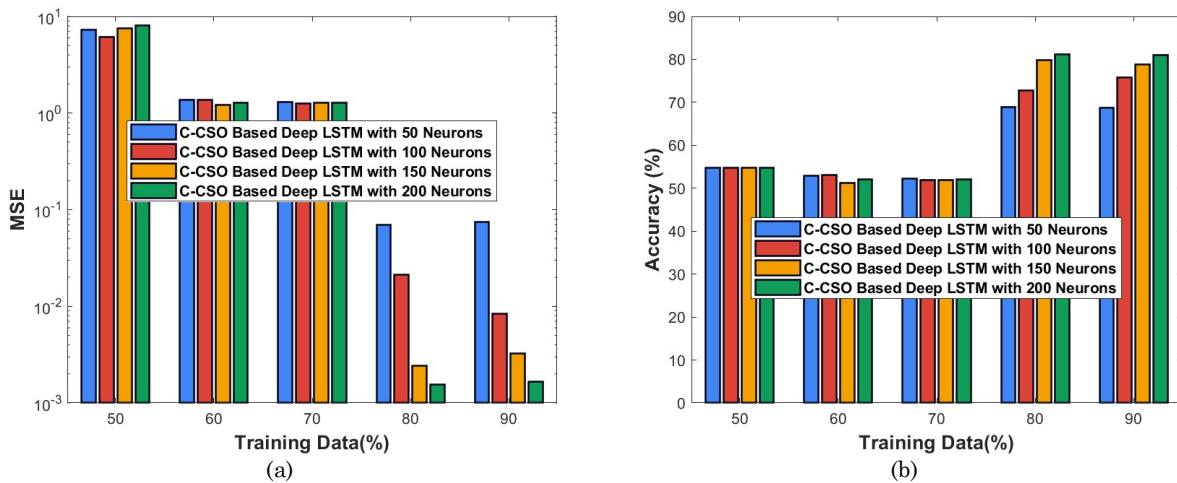 10^1
10^0
10^-1
10^-2
10^-3
MSE
C-CSO Based Deep LSTM with 50 Neurons
C-CSO Based Deep LSTM with 100 Neurons
C-CSO Based Deep LSTM with 150 Neurons
C-CSO Based Deep LSTM with 200 Neurons
50 60 70 80 90
Training Data(%)
(a)
90
80
70
60
50
40
30
20
10
0
Accuracy (%)
C-CSO Based Deep LSTM with 50 Neurons
C-CSO Based Deep LSTM with 100 Neurons
C-CSO Based Deep LSTM with 150 Neurons
C-CSO Based Deep LSTM with 200 Neurons
50 60 70 80 90
Training Data(%)
(b)